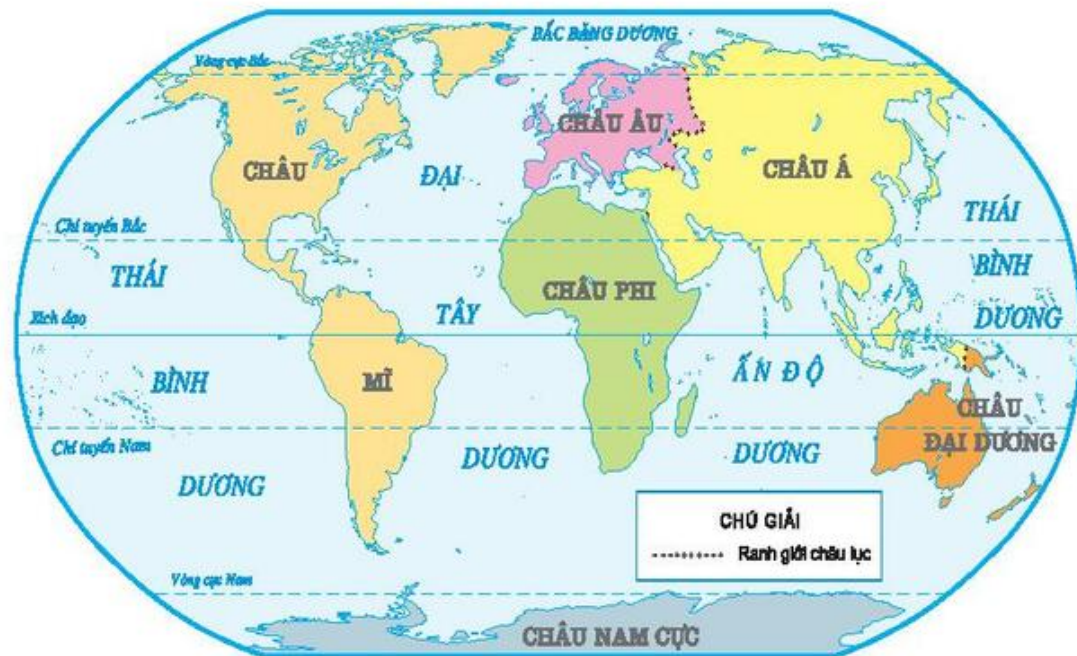 BẮC BĂNG DƯƠNG
Vòng cực Bắc
CHÂU ÂU
CHÂU
ĐẠI
CHÂU Á
Chí tuyến Bắc
THÁI
THÁI
BÌNH
CHÂU PHI
TÂY
Xích đạo
DƯƠNG
BÌNH
MĨ
ẤN ĐỘ
CHÂU
Chí tuyến Nam
ĐẠI DƯƠNG
DƯƠNG
DƯƠNG
DƯƠNG
CHÚ GIẢI
Ranh giới châu lục
Vòng cực Nam
CHÂU NAM CỰC